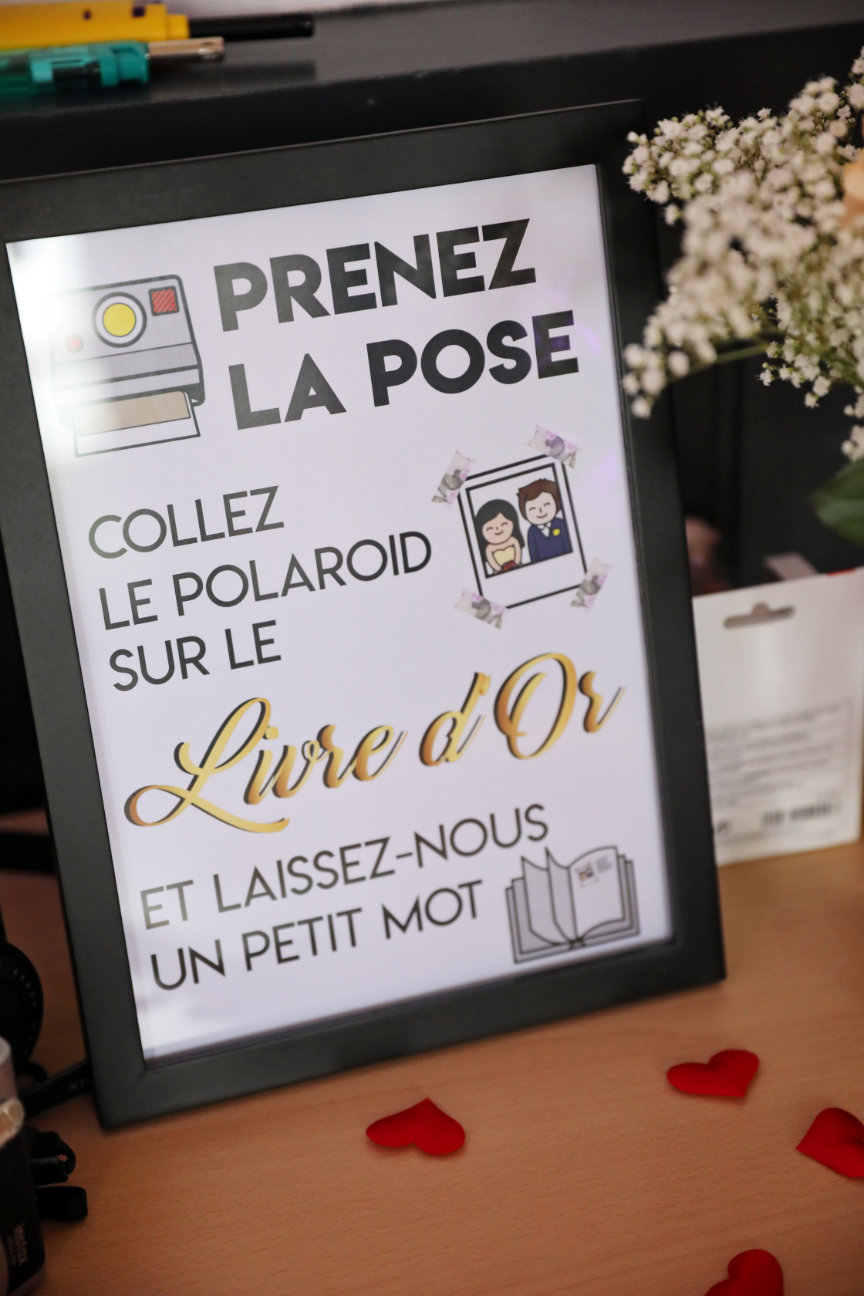 PRENEZ
LA POSE
COLLEZ
LE POLAROID
SUR LE
Livre d'Or
ET LAISSEZ-NOUS
UN PETIT MOT